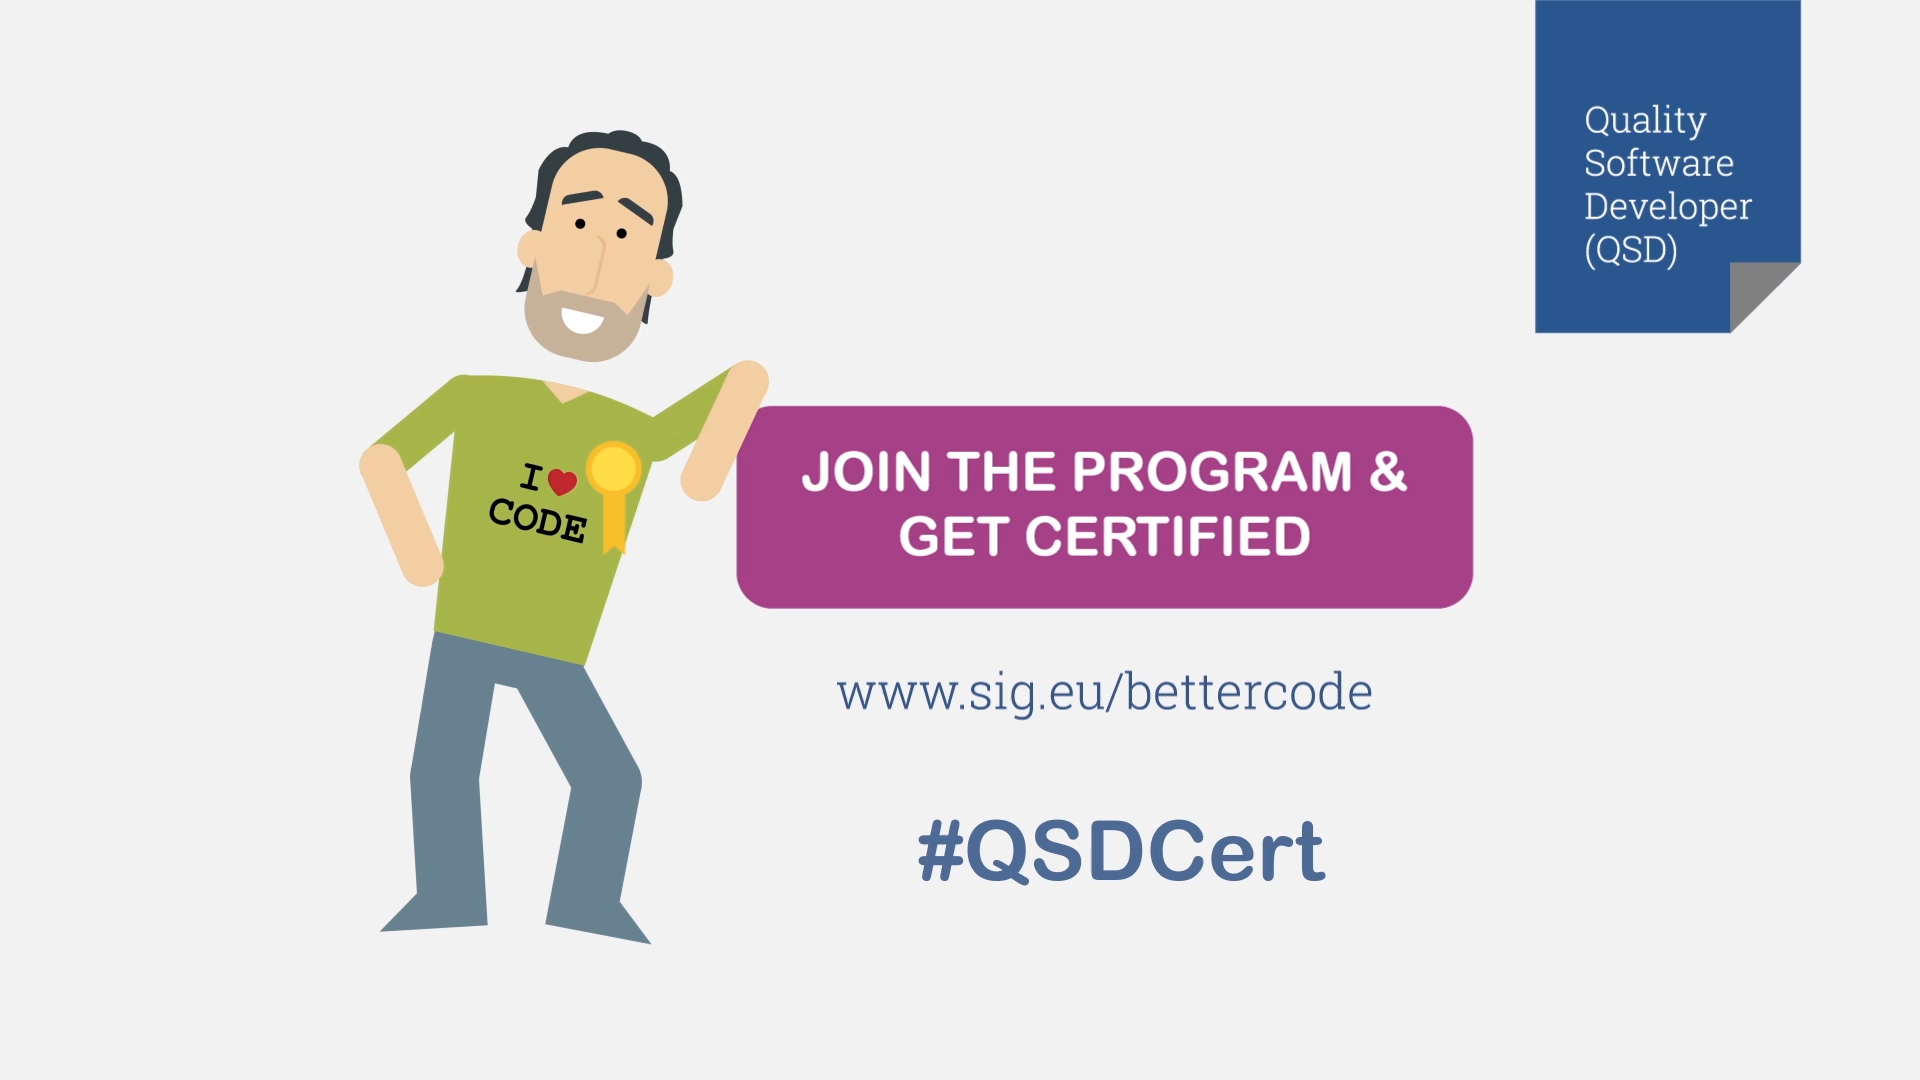 Quality
Software
Developer
(QSD)
I ❤
CODE
JOIN THE PROGRAM &
GET CERTIFIED
www.sig.eu/bettercode
#QSDCert